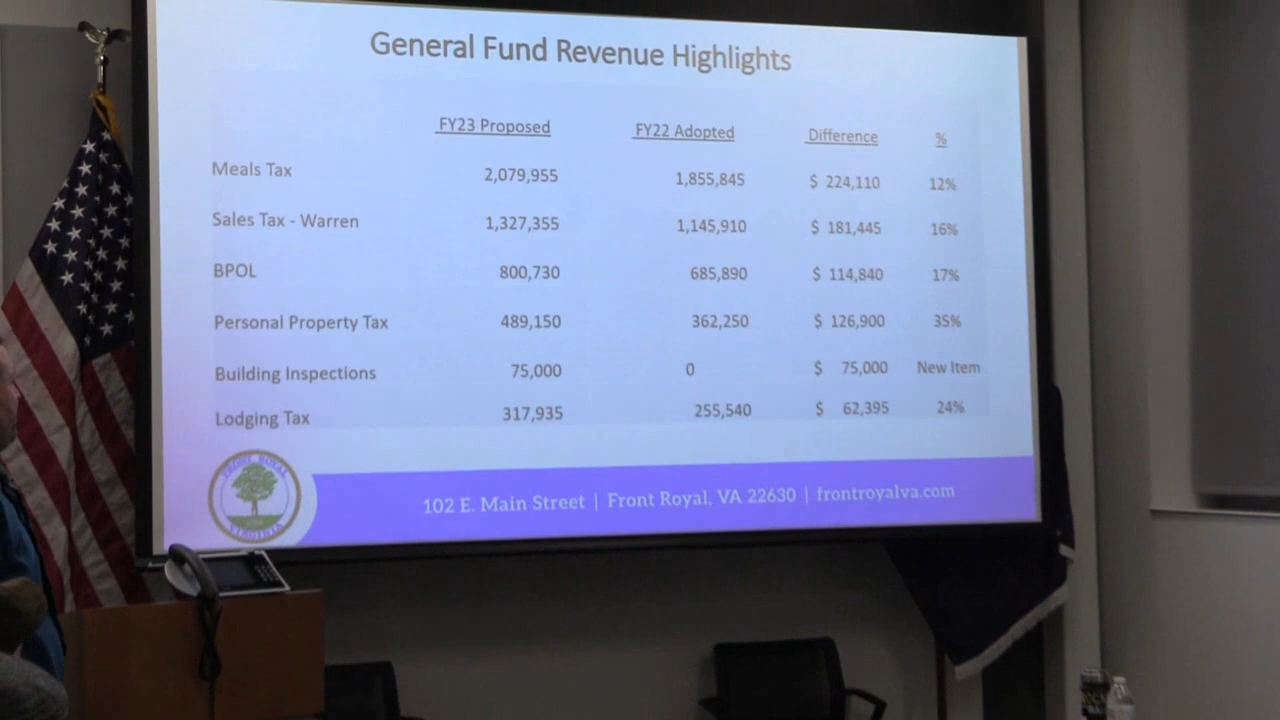 General Fund Revenue Highlights
FY23 Proposed FY22 Adopted Difference %
Meals Tax 2,079,955 1,855,845 $ 224,110 12%
Sales Tax - Warren 1,327,355 1,145,910 $ 181,445 16%
BPOL 800,730 685,890 $ 114,840 17%
Personal Property Tax 489,150 362,250 $ 126,900 35%
Building Inspections 75,000 0 $ 75,000 New Item
Lodging Tax 317,935 255,540 $ 62,395 24%
FRONT ROYAL
VIRGINIA
102 E. Main Street | Front Royal, VA 22630 | frontroyalva.com